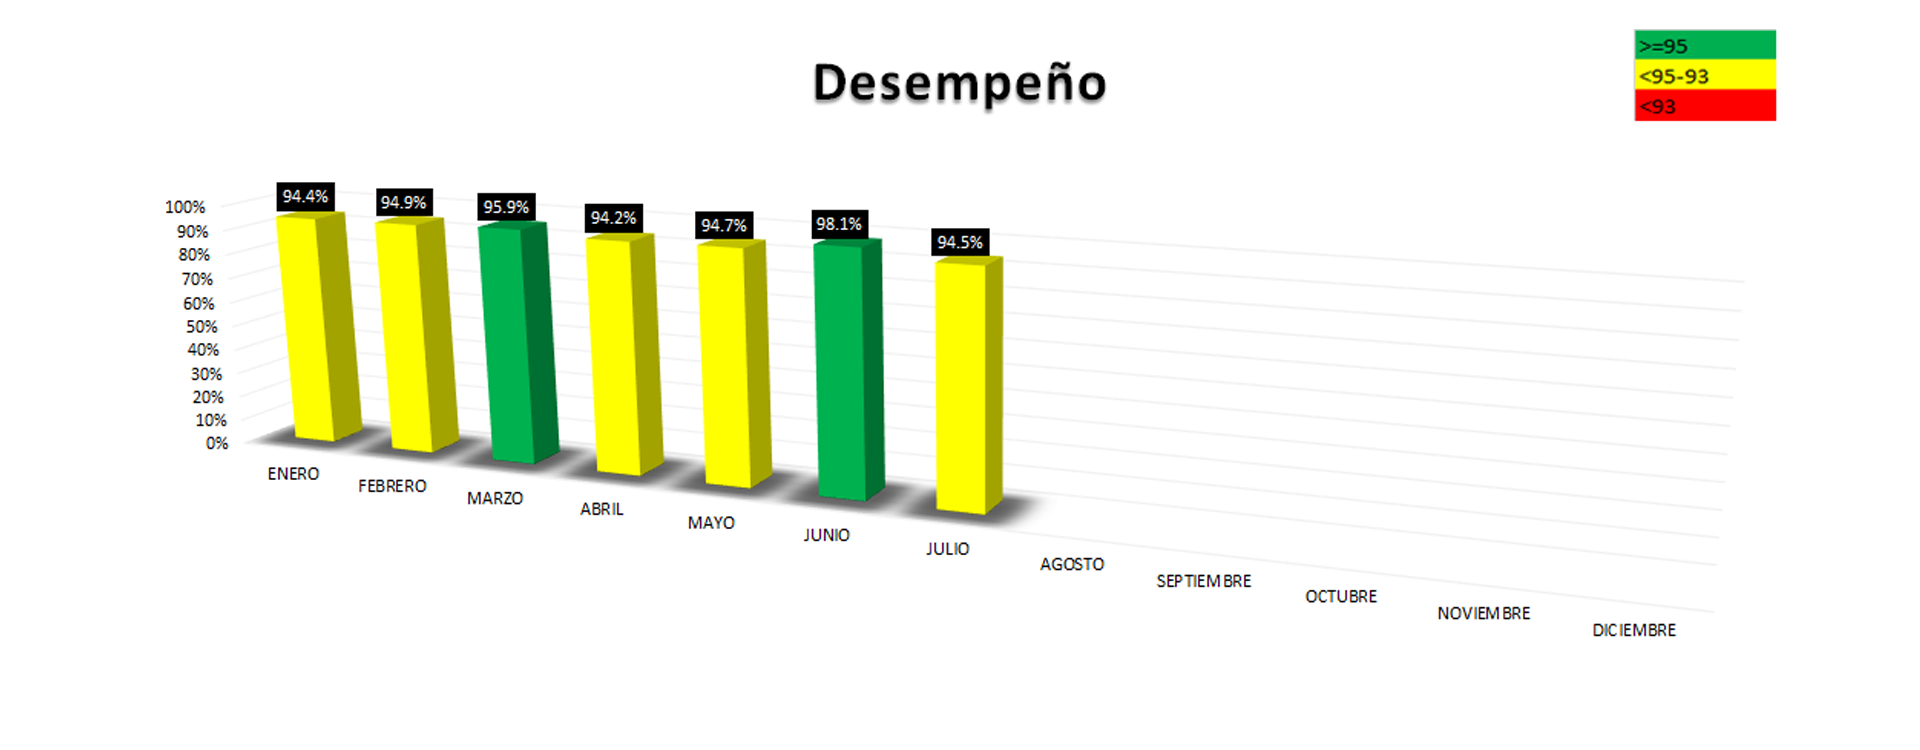 Desempeño
>=95
<95-93
<93
94.4%
94.9%
95.9%
94.2%
94.7%
98.1%
94.5%
100%
90%
80%
70%
60%
50%
40%
30%
20%
10%
0%
ENERO
FEBRERO
MARZO
ABRIL
MAYO
JUNIO
JULIO
AGOSTO
SEPTIEMBRE
OCTUBRE
NOVIEMBRE
DICIEMBRE